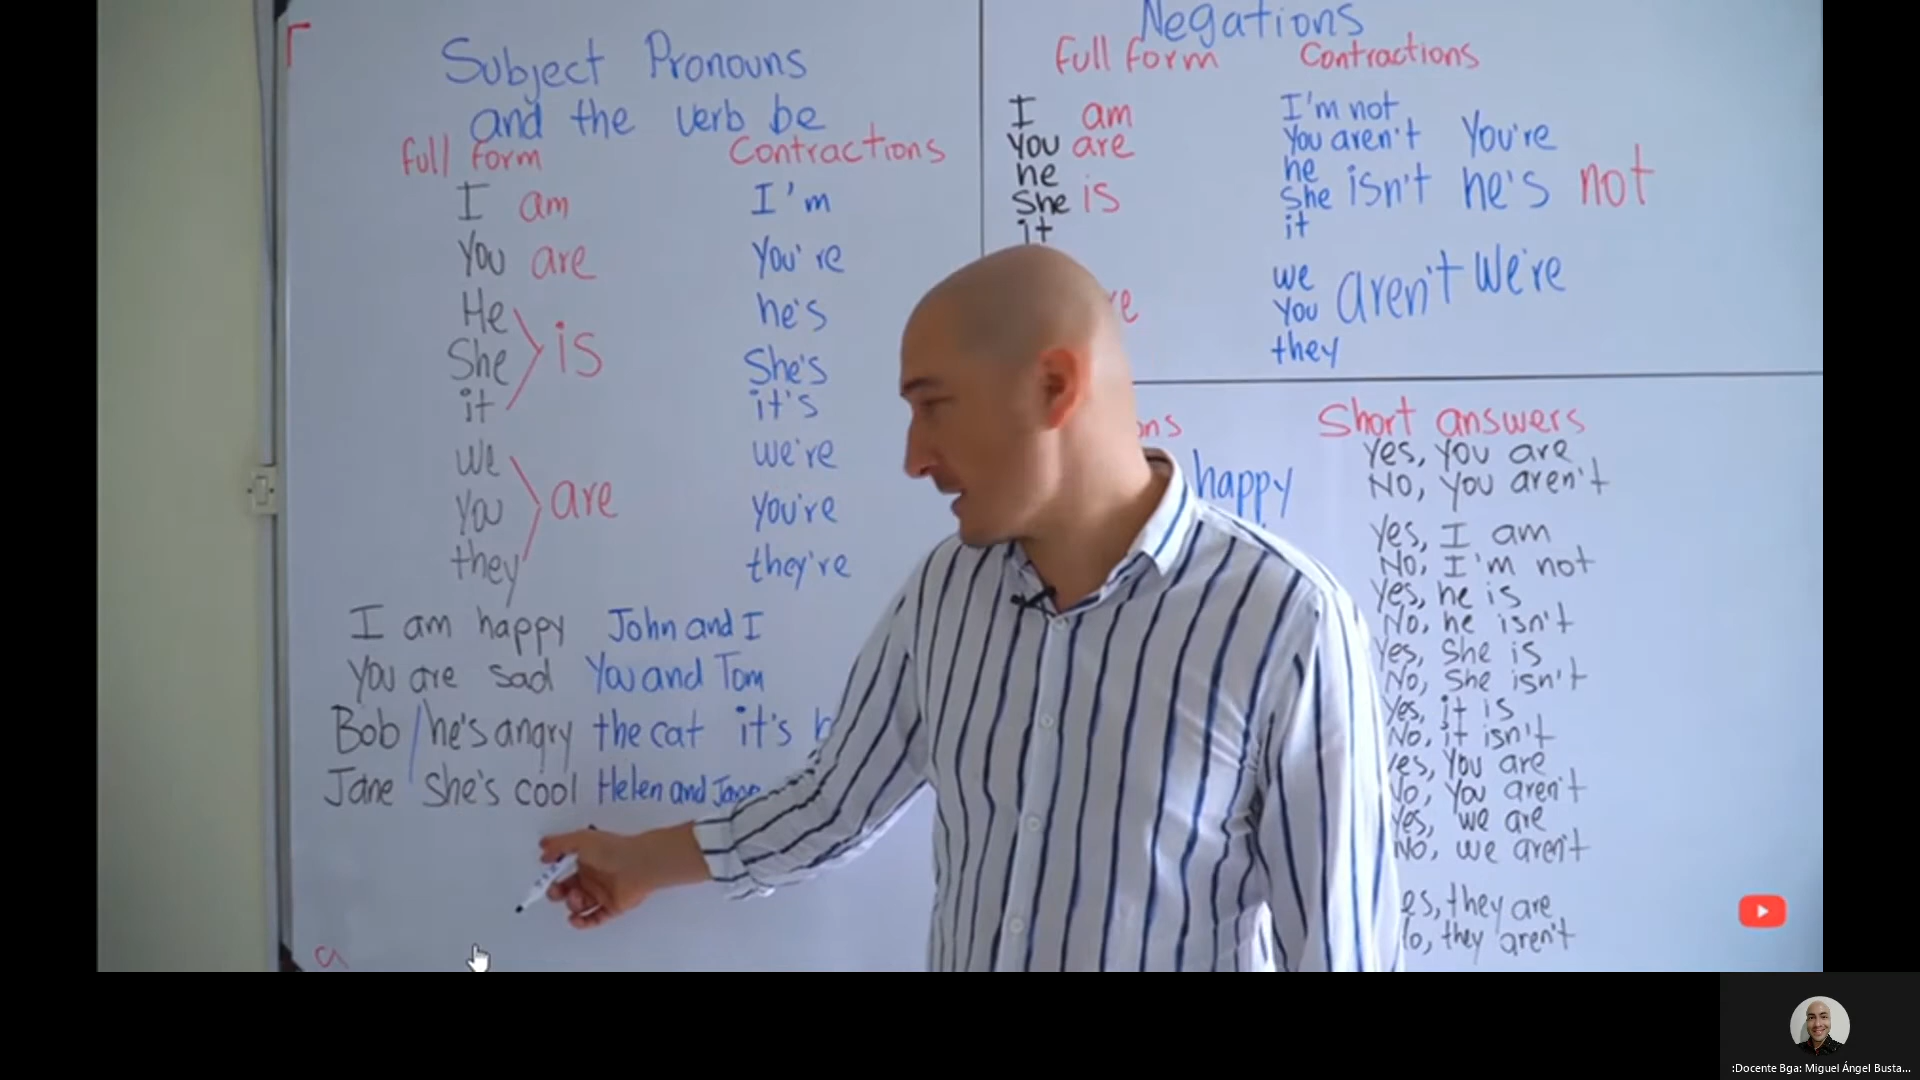 Subject Pronouns
and the verb be
full form Contractions
I am I'm
You are You're
He he's
She is She's
it it's
we we're
You are you're
they they're
I am happy John and I
You are sad You and Tom
Bob / he's angry the cat it's
Jane She's cool Helen and Jane
a
Negations
full form Contractions
I am I'm not
You are You aren't You're
he he
She is She isn't he's not
it it
we
You aren't We're
they
Short answers
happy
Yes, You are
No, you aren't
Yes, I am
No, I'm not
Yes, he is
No, he isn't
Yes, She is
No, She isn't
Yes, it is
No, it isn't
Yes, You are
No, You aren't
Yes, we are
No, we aren't
es, they are
o, they aren't
:Docente Bga: Miguel Ángel Busta...